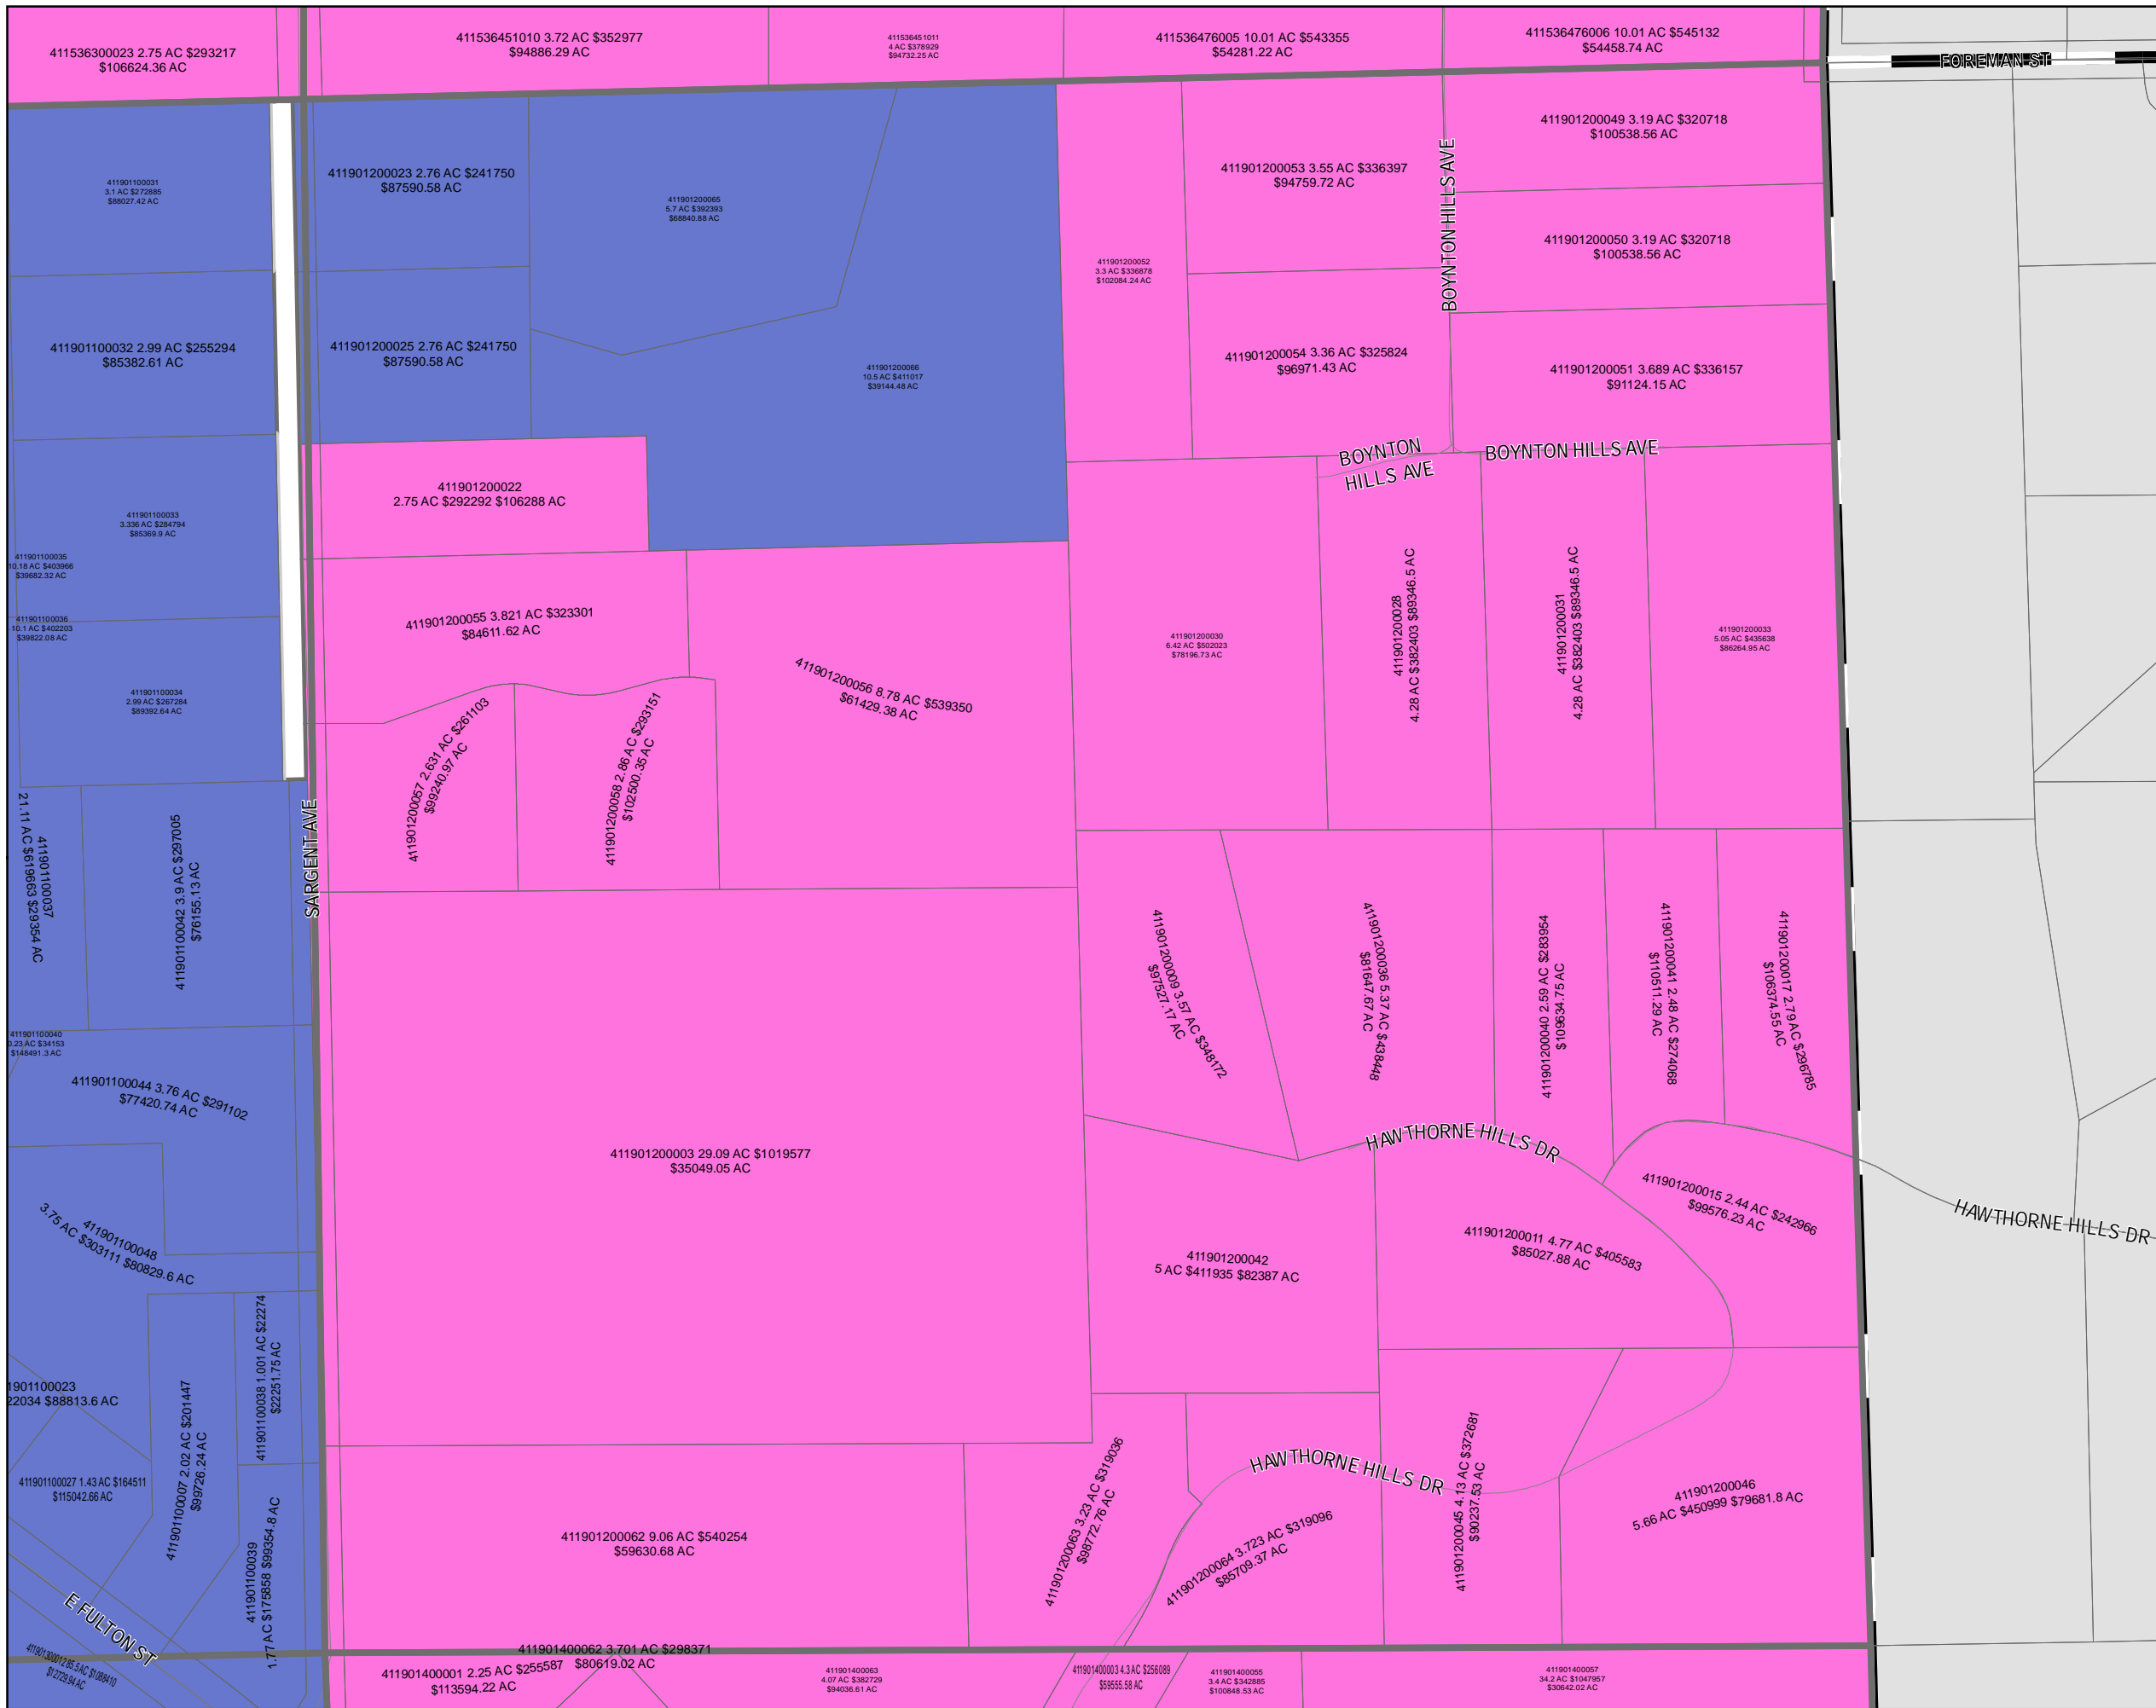 411536300023 2.75 AC $293217
$106624.36 AC
411536451010 3.72 AC $352977
$94886.29 AC
411536451011
4 AC $378929
$94732.25 AC
411536476005 10.01 AC $543355
$54281.22 AC
411536476006 10.01 AC $545132
$54458.74 AC
FOREMAN ST
411901100031
3.1 AC $272885
$88027.42 AC
411901200023 2.76 AC $241750
$87590.58 AC
411901200065
5.7 AC $392393
$68840.88 AC
411901200053 3.55 AC $336397
$94759.72 AC
411901200049 3.19 AC $320718
$100538.56 AC
BOYNTON HILLS AVE
411901200052
3.3 AC $336878
$102084.24 AC
411901200050 3.19 AC $320718
$100538.56 AC
411901100032 2.99 AC $255294
$85382.61 AC
411901200025 2.76 AC $241750
$87590.58 AC
411901200066
10.5 AC $411017
$39144.48 AC
411901200054 3.36 AC $325824
$96971.43 AC
411901200051 3.689 AC $336157
$91124.15 AC
BOYNTON
HILLS AVE
BOYNTON HILLS AVE
411901200022
2.75 AC $292292 $106288 AC
411901100033
3.336 AC $284794
$85369.9 AC
411901100035
10.18 AC $403966
$39682.32 AC
411901100036
10.1 AC $402203
$39822.08 AC
411901200055 3.821 AC $323301
$84611.62 AC
411901200030
6.42 AC $502023
$78196.73 AC
411901200028
4.28 AC $382403 $89346.5 AC
411901200031
4.28 AC $382403 $89346.5 AC
411901200033
5.05 AC $435638
$86264.95 AC
411901100034
2.99 AC $267284
$89392.64 AC
411901200056 8.78 AC $539350
$61429.38 AC
411901200057 2.631 AC $261103
$99240.97 AC
411901200058 2.86 AC $293151
$102500.35 AC
SARGENT AVE
411901100037
21.11 AC $619663 $29354 AC
411901100042 3.9 AC $297005
$76155.13 AC
411901200009 3.57 AC $348172
$97527.17 AC
411901200036 5.37 AC $438448
$81647.67 AC
411901200040 2.59 AC $283954
$109634.75 AC
411901200041 2.48 AC $274068
$110511.29 AC
411901200017 2.79 AC $296785
$106374.55 AC
411901100040
0.23 AC $34153
$148491.3 AC
411901100044 3.76 AC $291102
$77420.74 AC
411901200003 29.09 AC $1019577
$35049.05 AC
HAWTHORNE HILLS DR
411901200015 2.44 AC $242966
$99576.23 AC
HAWTHORNE HILLS DR
411901100048
3.75 AC $303111 $80829.6 AC
411901200042
5 AC $411935 $82387 AC
411901200011 4.77 AC $405583
$85027.88 AC
1901100023
22034 $88813.6 AC
411901100038 1.001 AC $22274
$22251.75 AC
411901100007 2.02 AC $201447
$99726.24 AC
411901100027 1.43 AC $164511
$115042.66 AC
HAWTHORNE HILLS DR
411901200063 3.23 AC $319036
$98772.76 AC
411901200045 4.13 AC $372681
$90237.53 AC
411901200046
5.66 AC $450999 $79681.8 AC
411901200062 9.06 AC $540254
$59630.68 AC
411901200064 3.723 AC $319096
$85709.37 AC
411901100039
1.77 AC $175858 $99354.8 AC
E FULTON ST
411901300012 85.5 AC $1088410
$12729.94 AC
411901400062 3.701 AC $298371
$80619.02 AC
411901400001 2.25 AC $255587
$113594.22 AC
411901400063
4.07 AC $382729
$94036.61 AC
411901400003 4.3 AC $256089
$59555.58 AC
411901400055
3.4 AC $342885
$100848.53 AC
411901400057
34.2 AC $1047957
$30642.02 AC